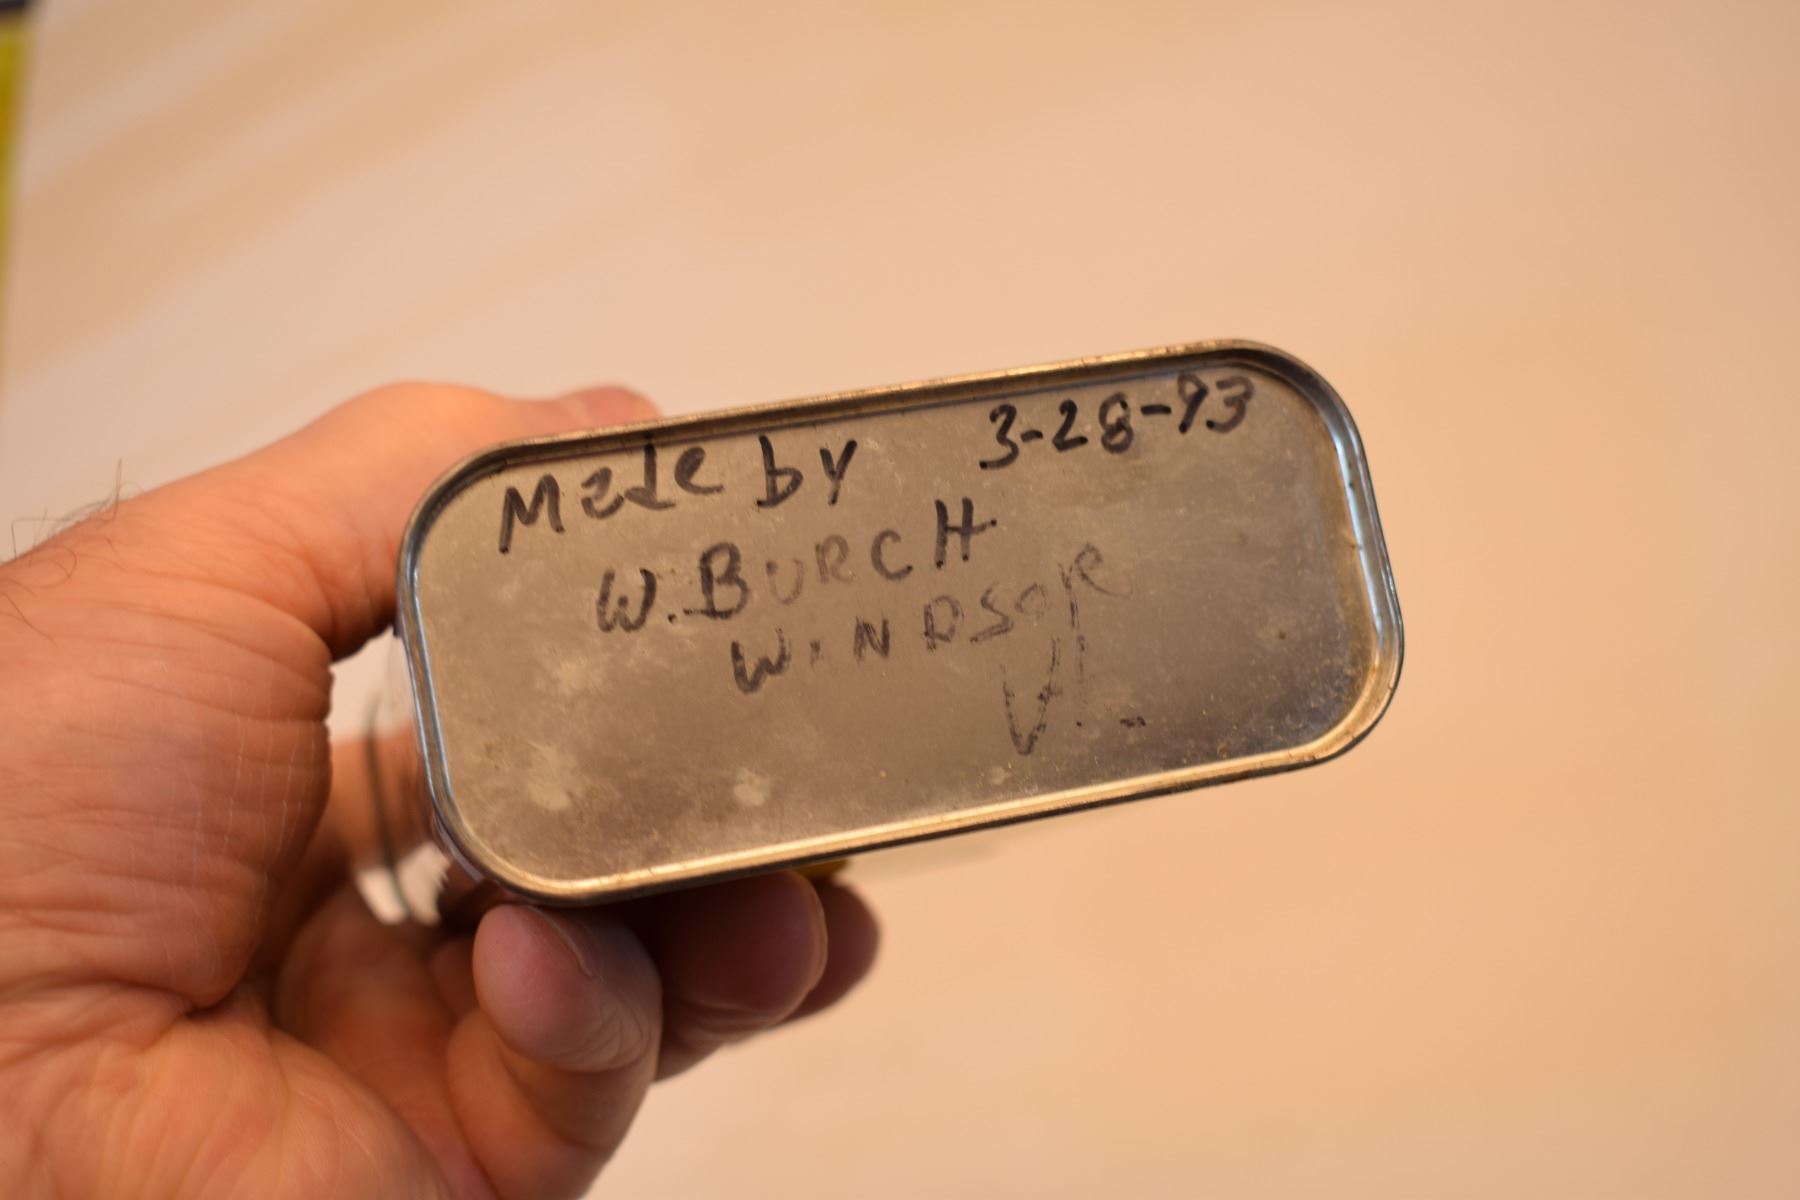 Made by 3-28-93
W. BURCH
WINDSOR
Vt.